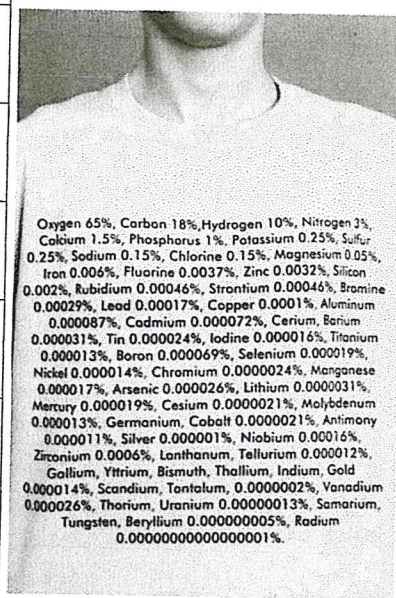 Oxygen 65%, Carbon 18%,Hydrogen 10%, Nitrogen 3%,
Calcium 1.5%, Phosphorus 1%, Potassium 0.25%, Sulfur
0.25%, Sodium 0.15%, Chlorine 0.15%, Magnesium 0.05%,
Iron 0.006%, Fluorine 0.0037%, Zinc 0.0032%, Silicon
0.002%, Rubidium 0.00046%, Strontium 0.00046%, Bromine
0.00029%, Lead 0.00017%, Copper 0.0001%, Aluminum
0.000087%, Cadmium 0.000072%, Cerium, Barium
0.000031%, Tin 0.000024%, Iodine 0.000016%, Titanium
0.000013%, Boron 0.000069%, Selenium 0.000019%,
Nickel 0.000014%, Chromium 0.0000024%, Manganese
0.000017%, Arsenic 0.000026%, Lithium 0.0000031%,
Mercury 0.000019%, Cesium 0.0000021%, Molybdenum
0.000013%, Germanium, Cobalt 0.0000021%, Antimony
0.000011%, Silver 0.000001%, Niobium 0.00016%,
Zirconium 0.0006%, Lanthanum, Tellurium 0.000012%,
Gallium, Yttrium, Bismuth, Thallium, Indium, Gold
0.000014%, Scandium, Tantalum, 0.0000002%, Vanadium
0.000026%, Thorium, Uranium 0.00000013%, Samarium,
Tungsten, Beryllium 0.000000005%, Radium
0.00000000000000001%.